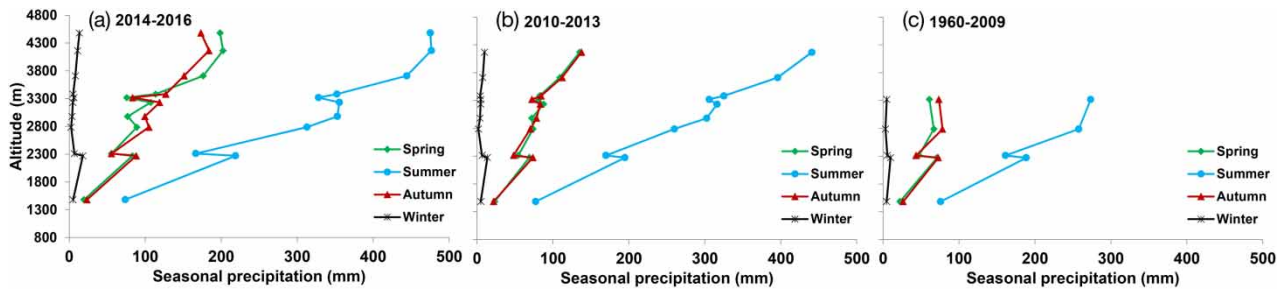 (a) 2014-2016
(b) 2010-2013
(c) 1960-2009
Altitude (m)
4800
4300
3800
3300
2800
2300
1800
1300
800
Spring
Summer
Autumn
Winter
Spring
Summer
Autumn
Winter
Spring
Summer
Autumn
Winter
0 100 200 300 400 500
0 100 200 300 400 500
0 100 200 300 400 500
Seasonal precipitation (mm)
Seasonal precipitation (mm)
Seasonal precipitation (mm)